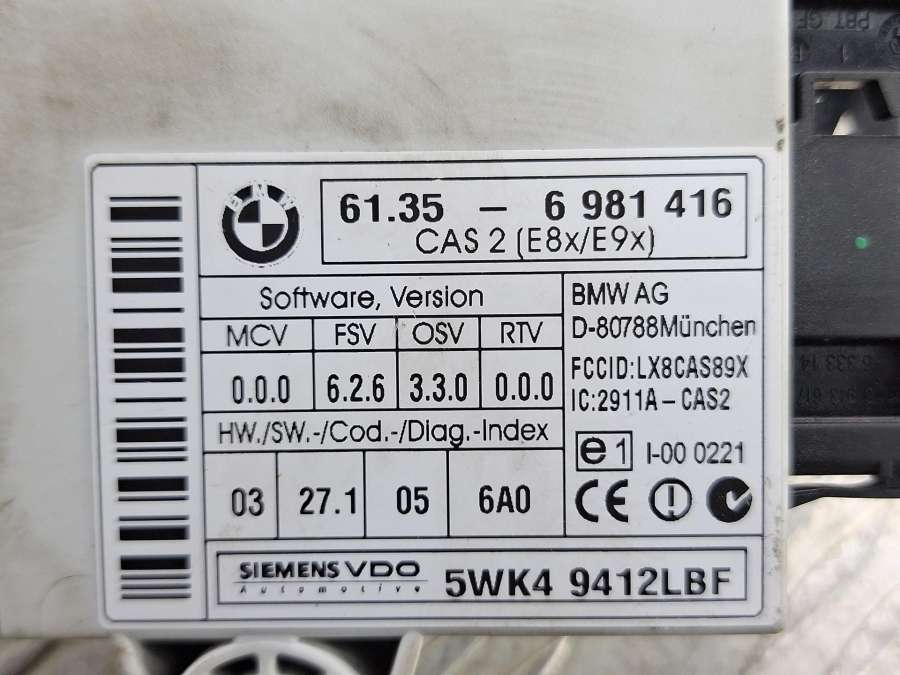 BMW
61.35 – 6 981 416
CAS 2 (E8x/E9x)
Software, Version
MCV FSV OSV RTV
0.0.0 6.2.6 3.3.0 0.0.0
HW./SW.-/Cod.-/Diag.-Index
03 27.1 05 6A0
BMW AG
D-80788München
FCCID:LX8CAS89X
IC:2911A-CAS2
e1 I-00 0221
CE
SIEMENS VDO
Automotive
5WK4 9412LBF